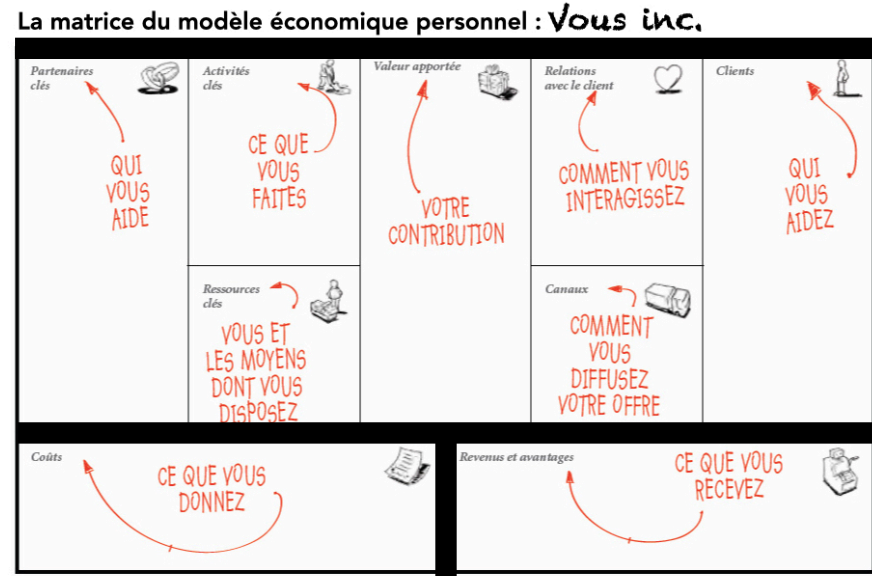 La matrice du modèle économique personnel : Vous inc.
Partenaires
clés
QUI
VOUS
AIDE
Activités
clés
CE QUE
VOUS
FAITES
Ressources
clés
VOUS ET
LES MOYENS
DONT VOUS
DISPOSEZ
Valeur apportée
VOTRE
CONTRIBUTION
Relations
avec le client
COMMENT VOUS
INTERAGISSEZ
Canaux
COMMENT
VOUS
DIFFUSEZ
VOTRE OFFRE
Clients
QUI
VOUS
AIDEZ
Coûts
CE QUE VOUS
DONNEZ
Revenus et avantages
CE QUE VOUS
RECEVEZ